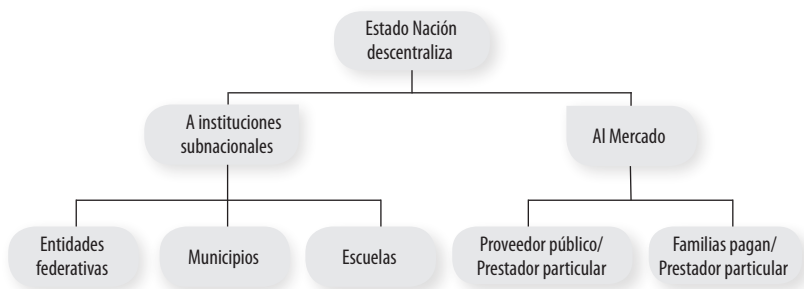 Estado Nación
descentraliza
A instituciones
subnacionales
Al Mercado
Entidades
federativas
Municipios
Escuelas
Proveedor público/
Prestador particular
Familias pagan/
Prestador particular